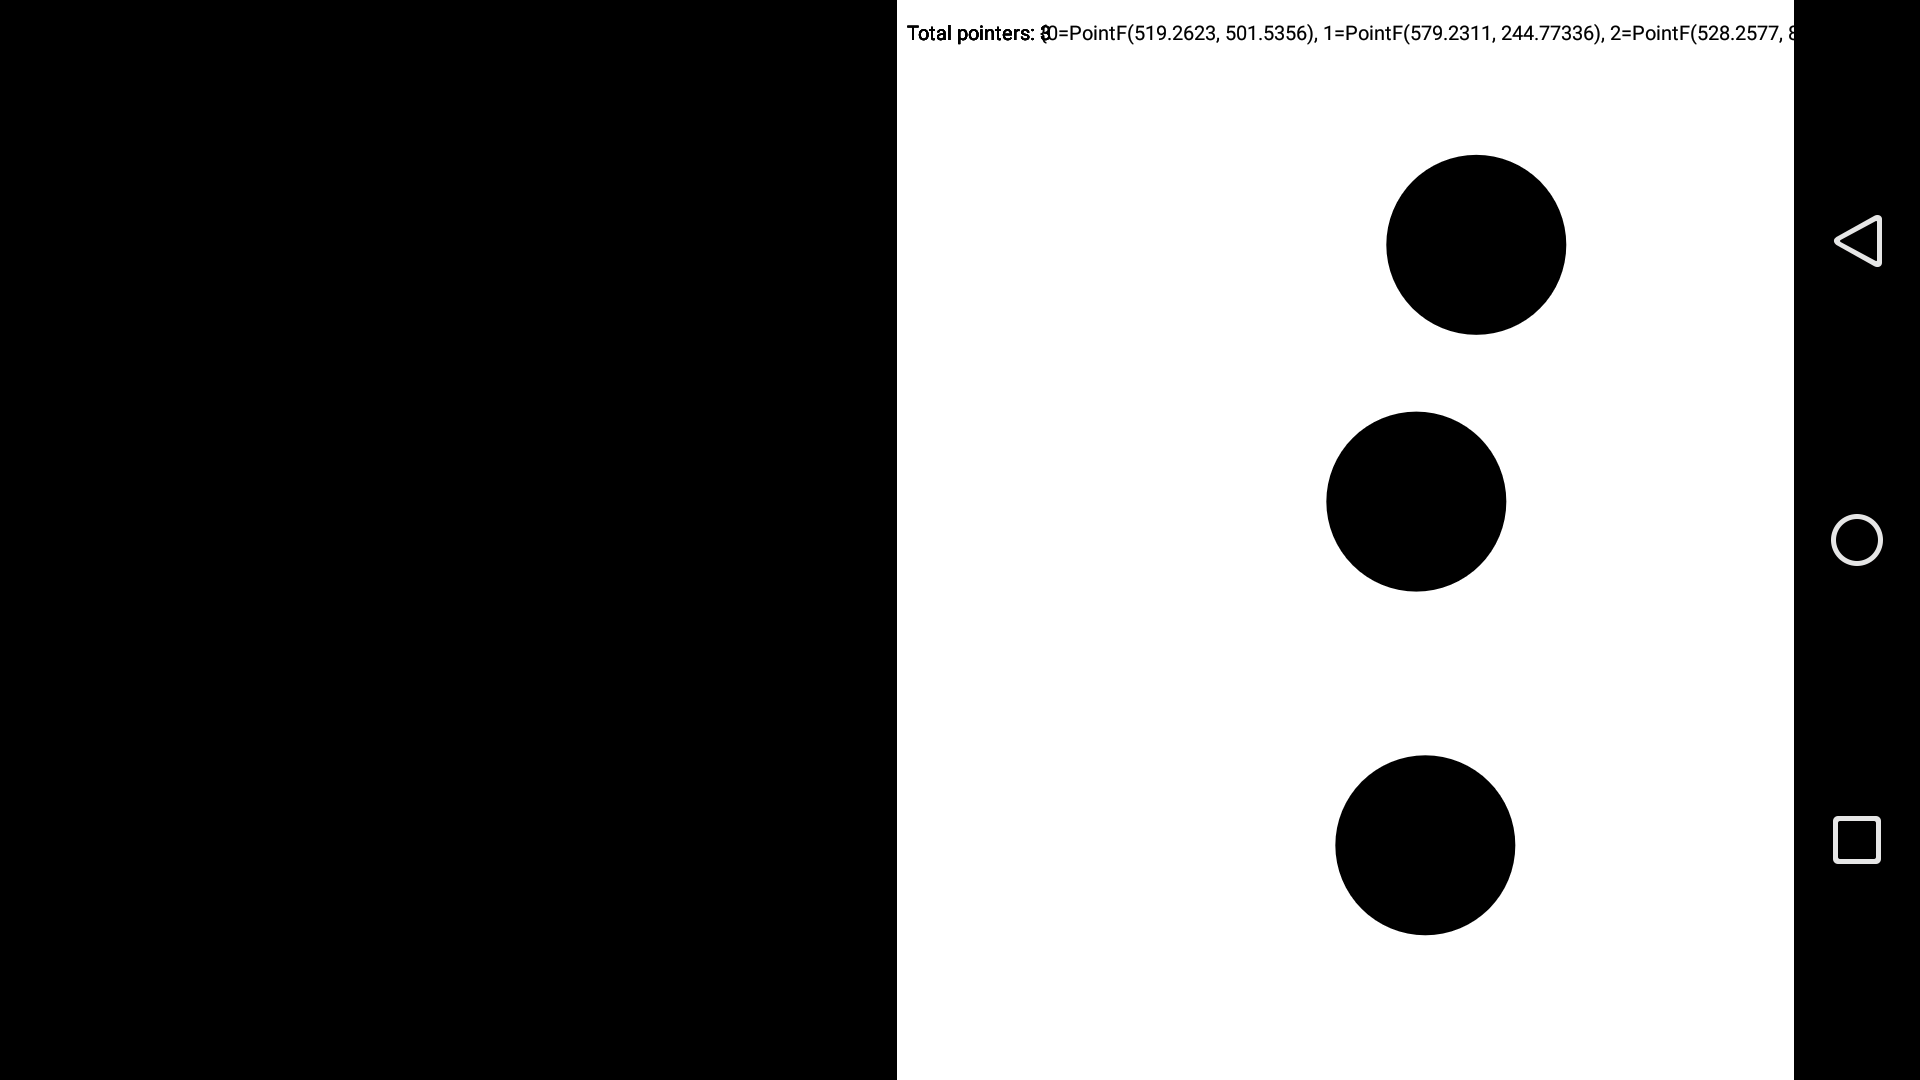 Total pointers: 3 {0=PointF(519.2623, 501.5356), 1=PointF(579.2311, 244.77336), 2=PointF(528.2577, 8